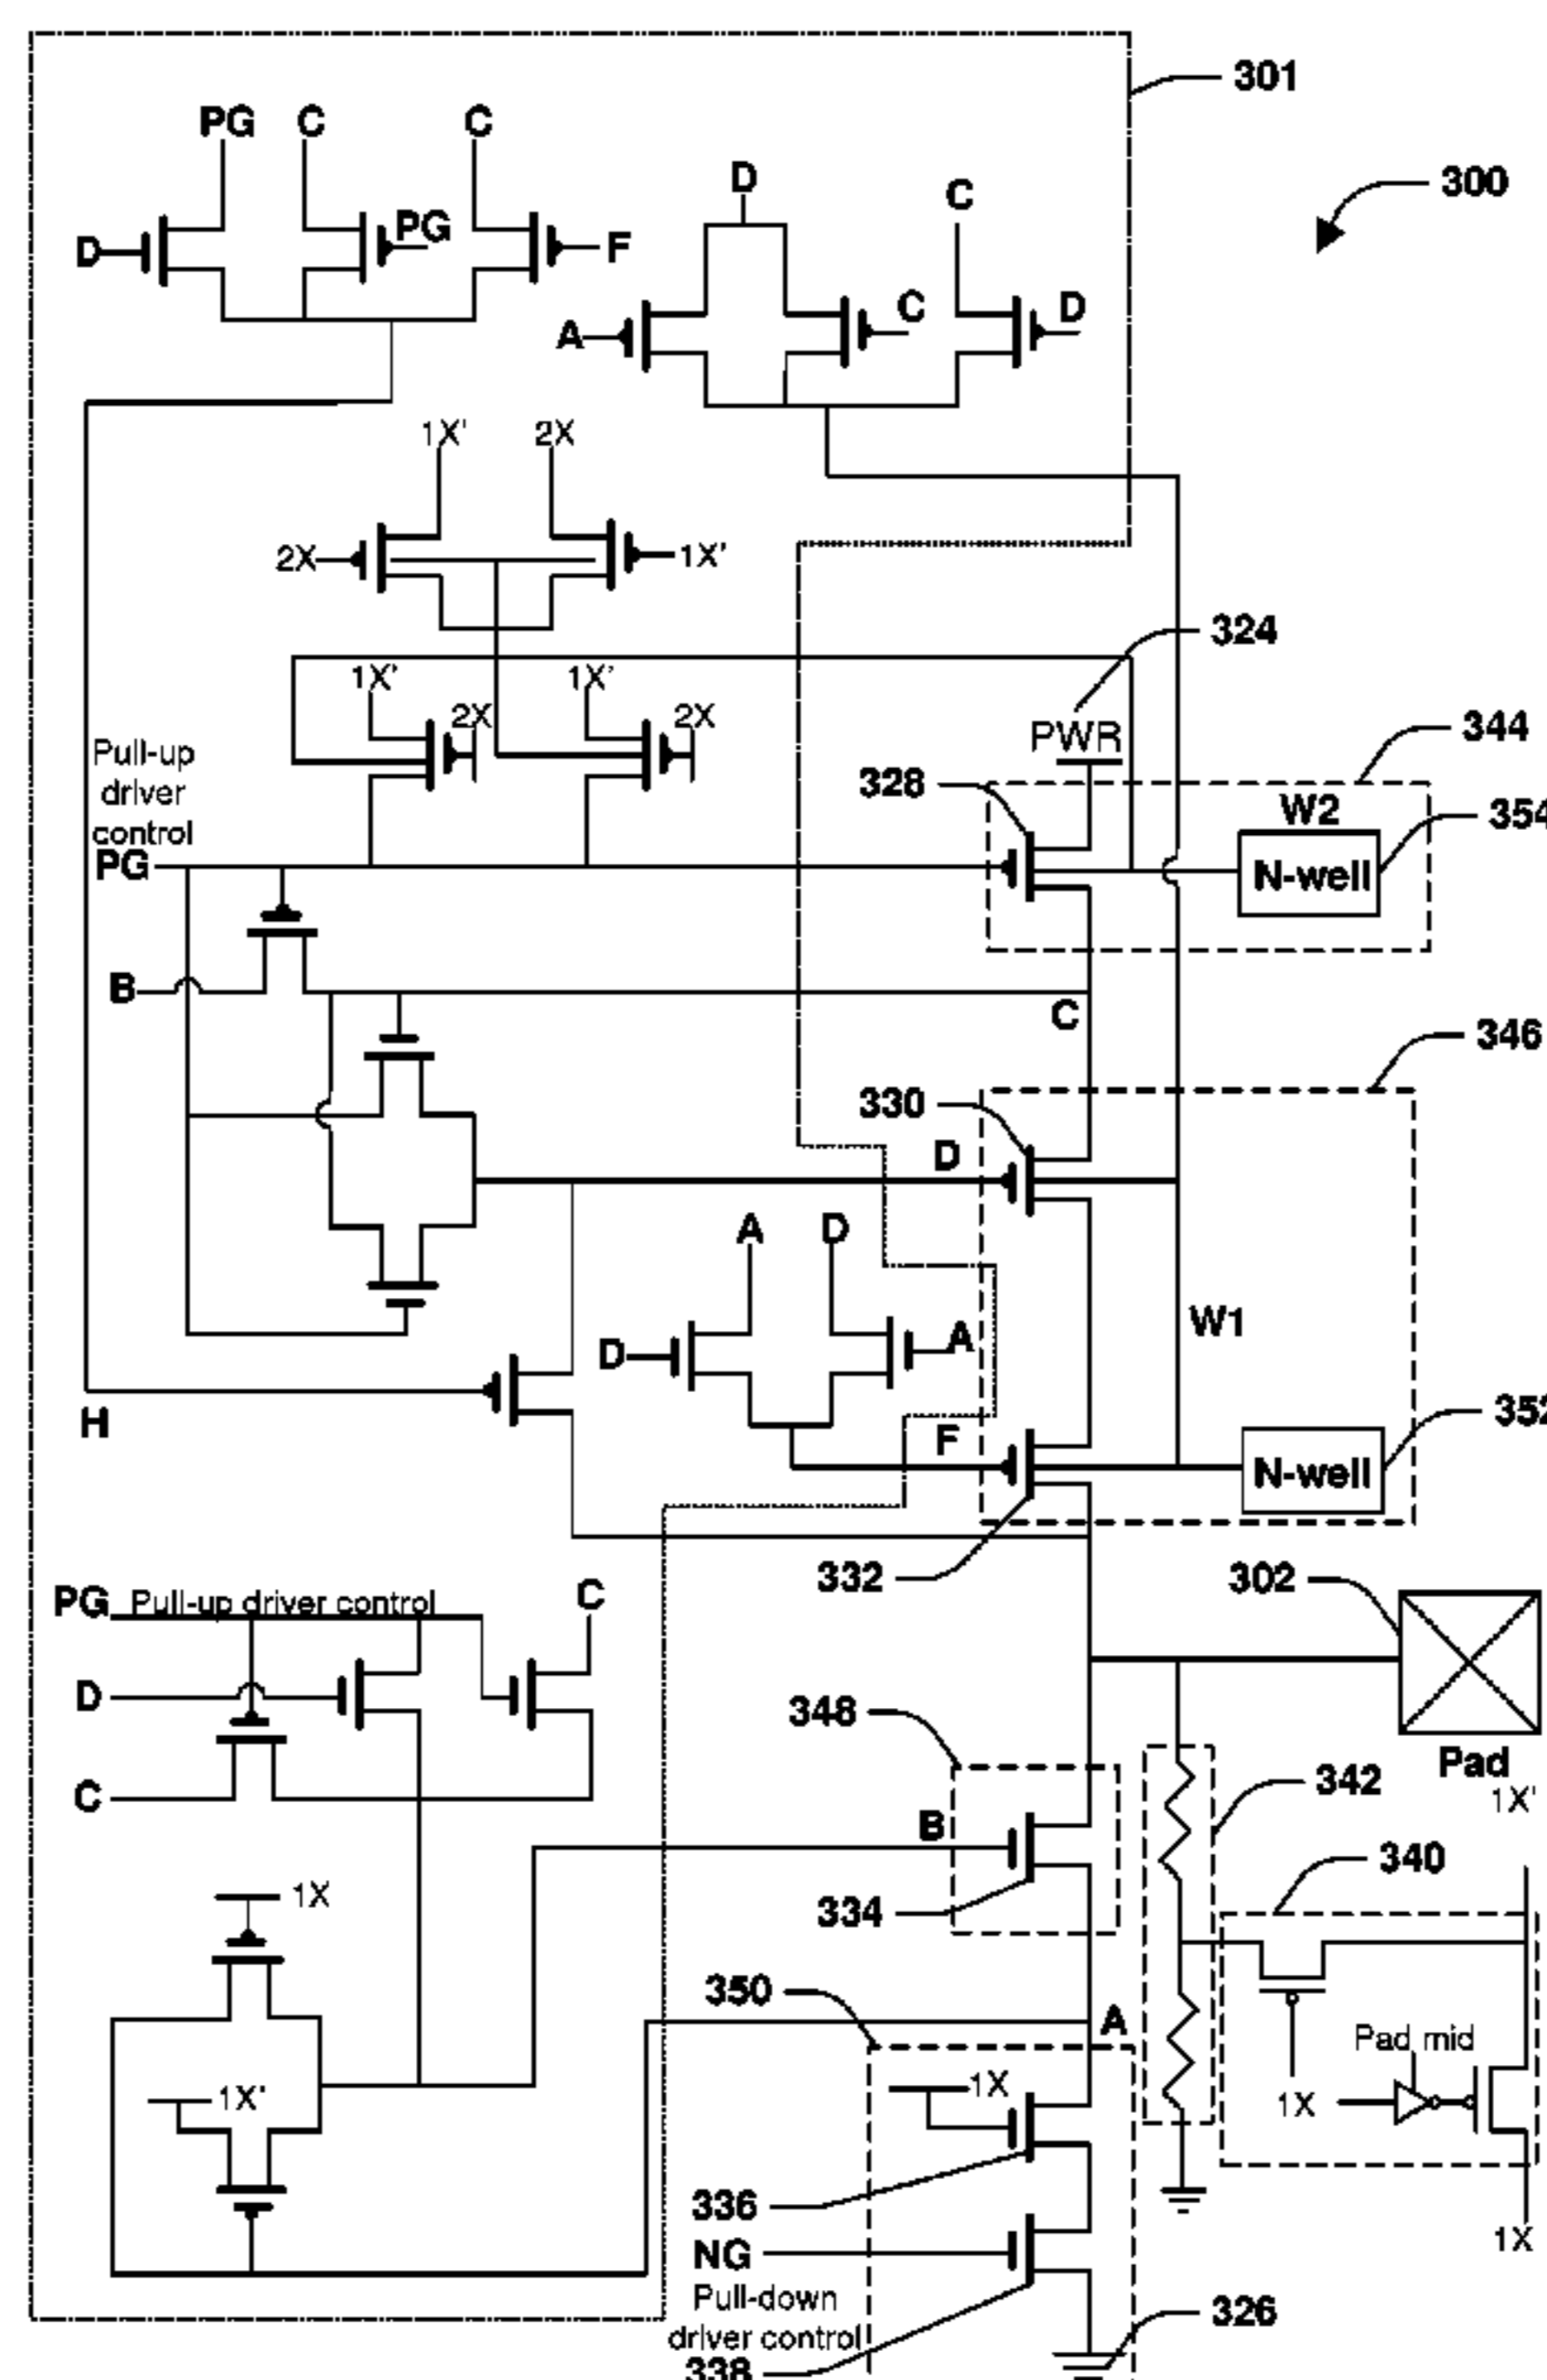 301
PG C C
300
D
C
D
PG
F
A
C
D
1X' 2X
2X
1X'
324
1X'
1X'
2X
2X
PWR
344
Pull-up
driver
control
328
W2
354
PG
N-well
B
C
346
330
D
A D
W1
D
A
H
F
352
N-well
332
302
PG Pull-up driver control
C
D
348
Pad
342
1X'
C
B
340
1X
334
350
A
Pad mid
1X
1X'
1X
336
NG
1X
Pull-down
driver control
326
338